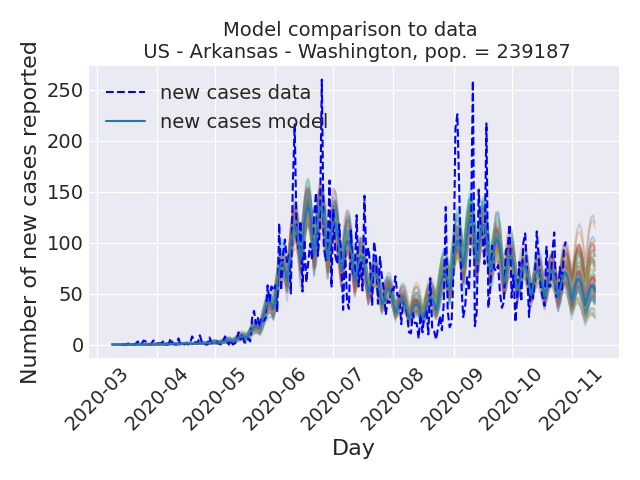 Model comparison to data
US - Arkansas - Washington, pop. = 239187
Number of new cases reported
250
200
150
100
50
0
new cases data
new cases model
2020-03
2020-04
2020-05
2020-06
2020-07
2020-08
2020-09
2020-10
2020-11
Day